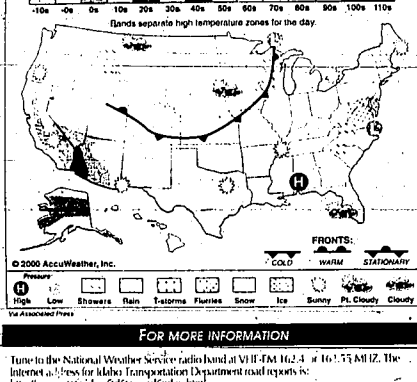 -10s -0s 0s 10s 20s 30s 40s 50s 60s 70s 80s 90s 100s 110s
Bands separate high temperature zones for the day.
H
L
H
FRONTS:
COLD WARM STATIONARY
© 2000 AccuWeather, Inc.
Pressure
H L
High Low Showers Rain T-storms Flurries Snow Ice Sunny Pt. Cloudy Cloudy
Via Associated Press
FOR MORE INFORMATION
Tune to the National Weather Service radio band at VHF-FM 162.4 or 161.55 MHZ. The
Internet address for Idaho Transportation Department road reports is: